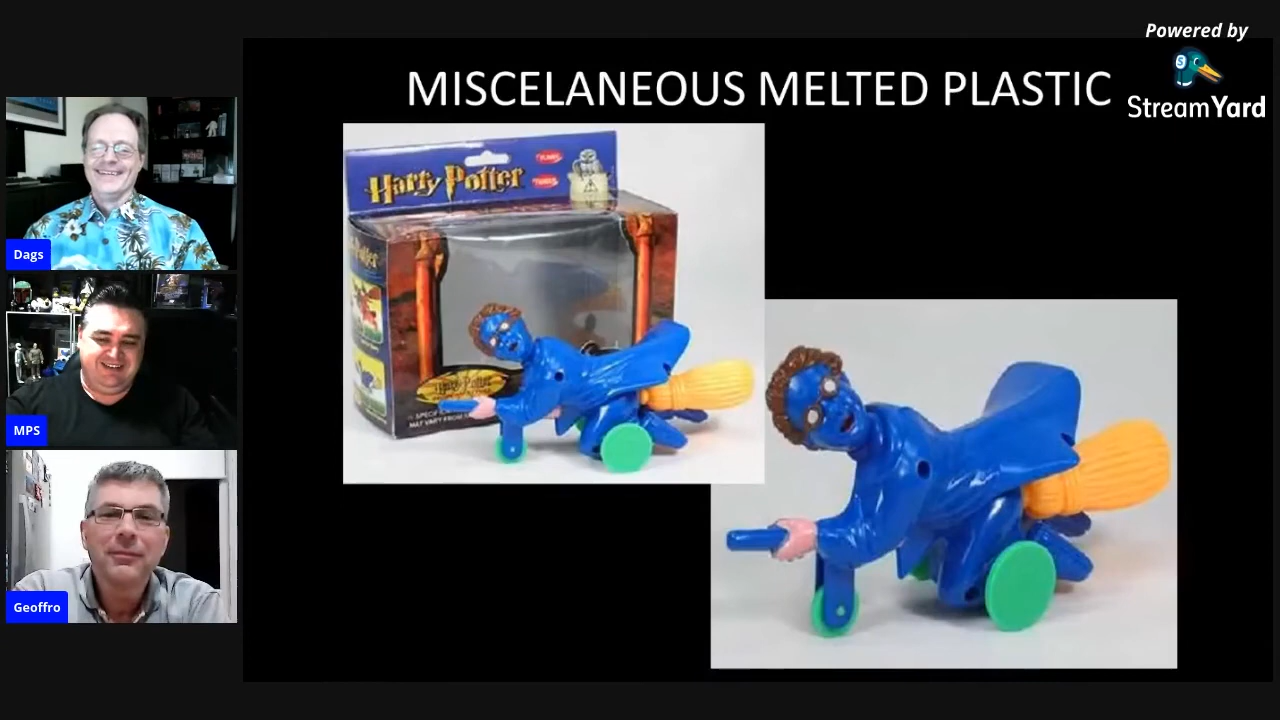 Powered by
StreamYard
MISCELANEOUS MELTED PLASTIC
Harry Potter
Dags
MPS
Geoffro